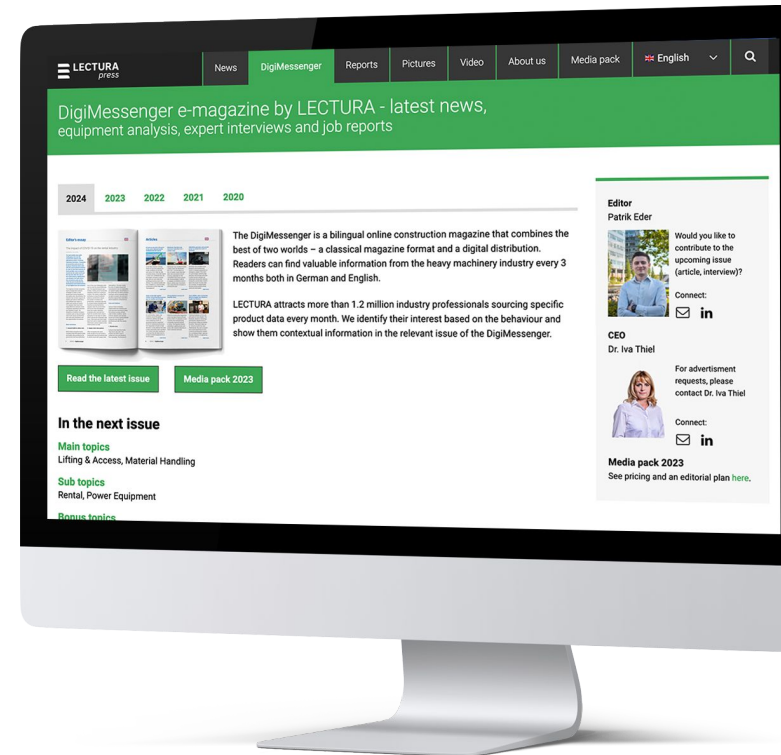 LECTURA
press
News
DigiMessenger
Reports
Pictures
Video
About us
Media pack
English
DigiMessenger e-magazine by LECTURA - latest news,
equipment analysis, expert interviews and job reports
2024
2023
2022
2021
2020
The DigiMessenger is a bilingual online construction magazine that combines the
best of two worlds – a classical magazine format and a digital distribution.
Readers can find valuable information from the heavy machinery industry every 3
months both in German and English.
LECTURA attracts more than 1.2 million industry professionals sourcing specific
product data every month. We identify their interest based on the behaviour and
show them contextual information in the relevant issue of the DigiMessenger.
Read the latest issue
Media pack 2023
In the next issue
Main topics
Lifting & Access, Material Handling
Sub topics
Rental, Power Equipment
Bonus topics
Editor
Patrik Eder
Would you like to
contribute to the
upcoming issue
(article, interview)?
Connect:
in
CEO
Dr. Iva Thiel
For advertisment
requests, please
contact Dr. Iva Thiel
Connect:
in
Media pack 2023
See pricing and an editorial plan here.